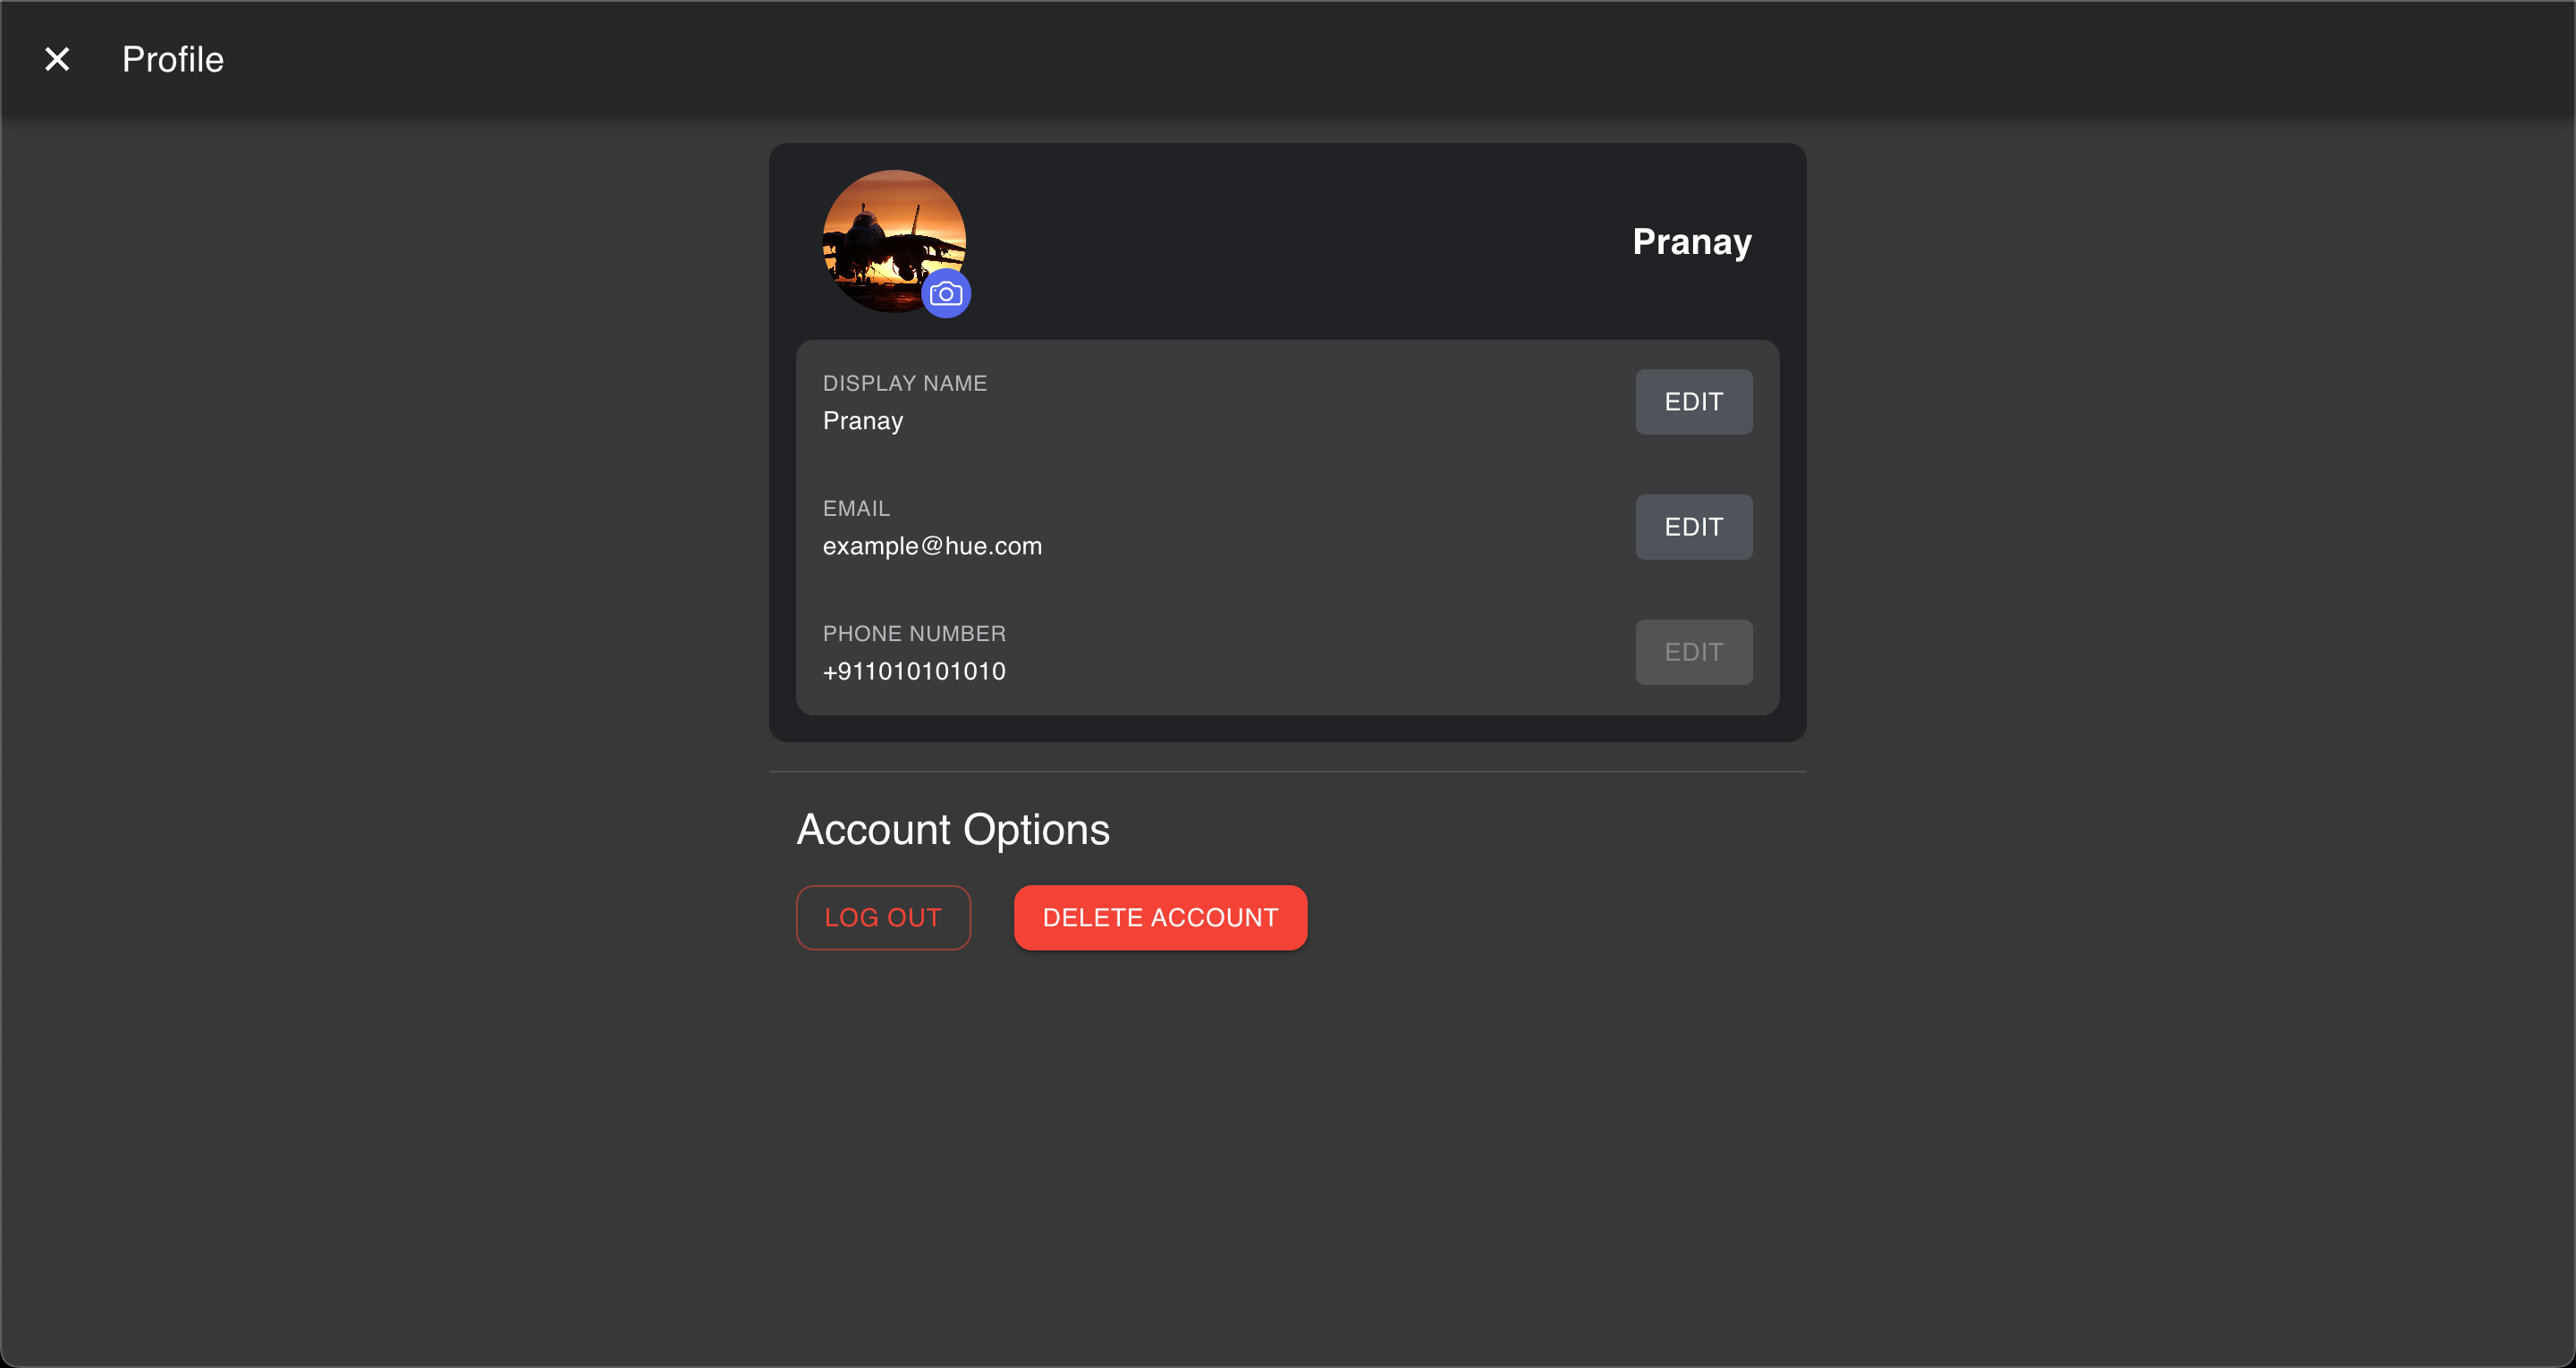 Profile
Pranay
DISPLAY NAME
Pranay
EDIT
EMAIL
example@hue.com
EDIT
PHONE NUMBER
+911010101010
EDIT
Account Options
LOG OUT
DELETE ACCOUNT